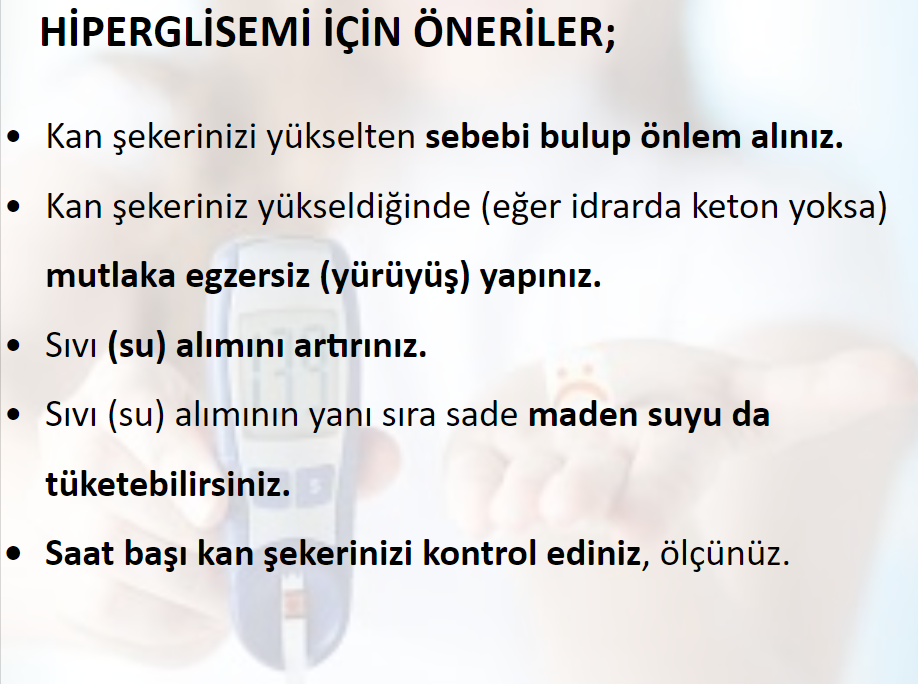 HİPERGLİSEMİ İÇİN ÖNERİLER;
• Kan şekerinizi yükselten sebebi bulup önlem alınız.
• Kan şekeriniz yükseldiğinde (eğer idrarda keton yoksa)
mutlaka egzersiz (yürüyüş) yapınız.
• Sıvı (su) alımını artırınız.
• Sıvı (su) alımının yanı sıra sade maden suyu da
tüketebilirsiniz.
• Saat başı kan şekerinizi kontrol ediniz, ölçünüz.